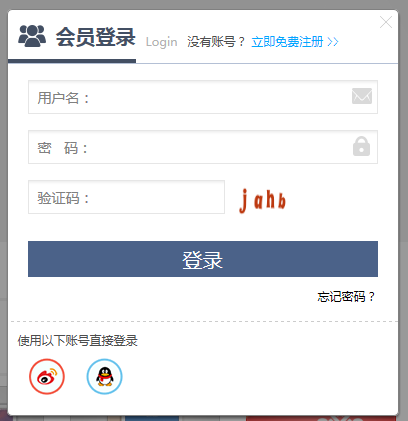 会员登录 Login 没有账号？ 立即免费注册 >>
用户名：
密 码：
验证码： jahb
登录
忘记密码？
使用以下账号直接登录